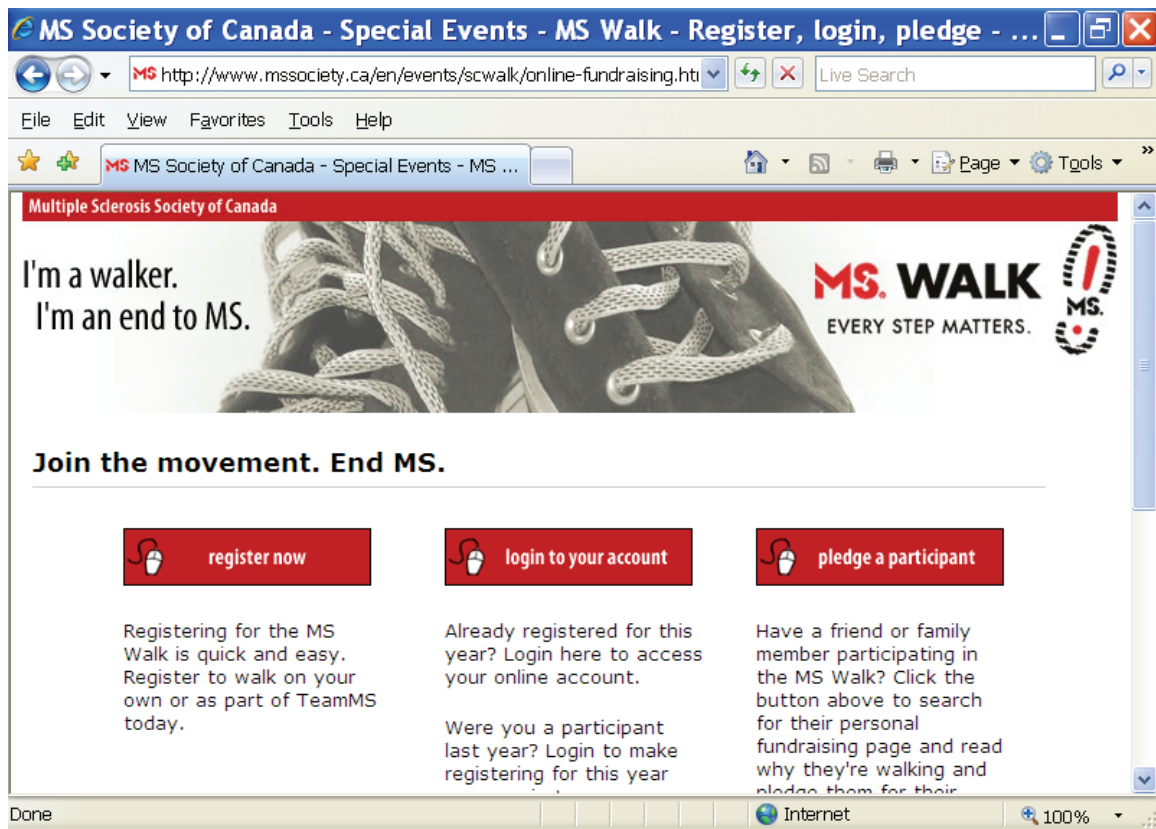 MS Society of Canada - Special Events - MS Walk - Register, login, pledge - ...
MS http://www.mssociety.ca/en/events/scwalk/online-fundraising.ht
Live Search
File Edit View Favorites Tools Help
MS MS Society of Canada - Special Events - MS ...
Page Tools »
Multiple Sclerosis Society of Canada
I'm a walker.
I'm an end to MS.
MS. WALK
EVERY STEP MATTERS.
MS.
Join the movement. End MS.
register now
Registering for the MS
Walk is quick and easy.
Register to walk on your
own or as part of TeamMS
today.
login to your account
Already registered for this
year? Login here to access
your online account.
Were you a participant
last year? Login to make
registering for this year
pledge a participant
Have a friend or family
member participating in
the MS Walk? Click the
button above to search
for their personal
fundraising page and read
why they're walking and
pledge them for their
Done
Internet
100%